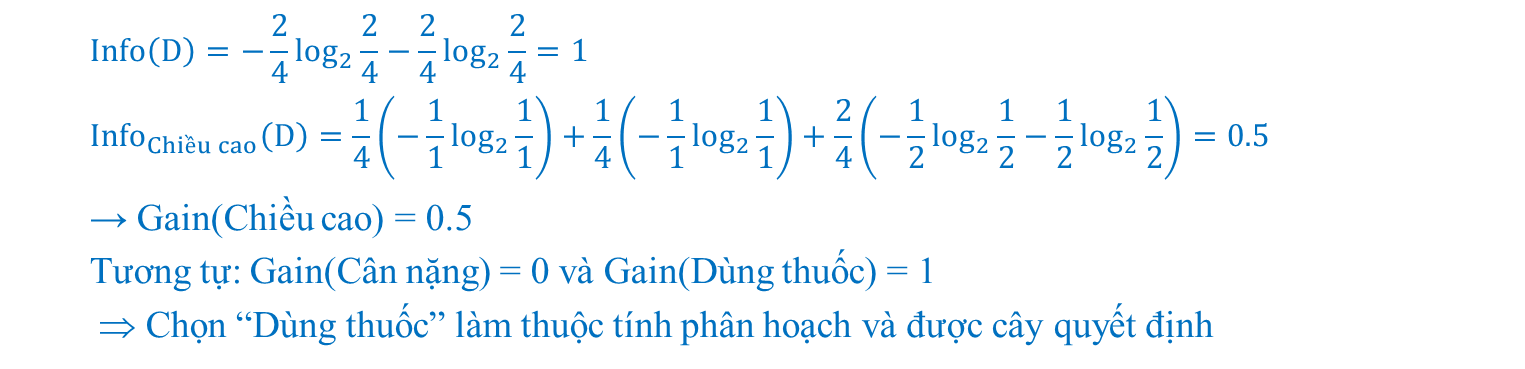 Info(D) = −2/4 log₂ 2/4 − 2/4 log₂ 2/4 = 1
Info_Chiều cao(D) = 1/4(−1/1 log₂ 1/1) + 1/4(−1/1 log₂ 1/1) + 2/4(−1/2 log₂ 1/2 − 1/2 log₂ 1/2) = 0.5
→ Gain(Chiều cao) = 0.5
Tương tự: Gain(Cân nặng) = 0 và Gain(Dùng thuốc) = 1
⇒ Chọn “Dùng thuốc” làm thuộc tính phân hoạch và được cây quyết định